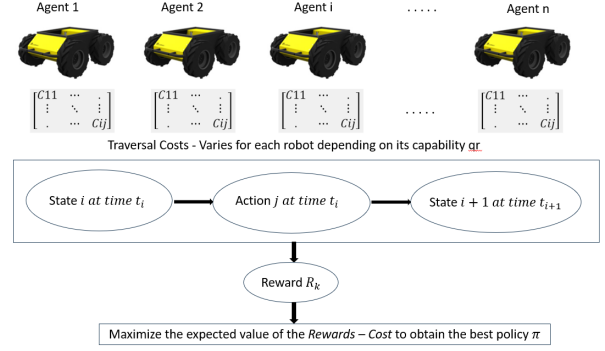 Agent 1 Agent 2 Agent i ..... Agent n
[C11 ⋯ .
⋮ ⋱ ⋮
. ⋯ Cij] [C11 ⋯ .
⋮ ⋱ ⋮
. ⋯ Cij] [C11 ⋯ .
⋮ ⋱ ⋮
. ⋯ Cij] ..... [C11 ⋯ .
⋮ ⋱ ⋮
. ⋯ Cij]
Traversal Costs - Varies for each robot depending on its capability qr
State i at time tᵢ Action j at time tᵢ State i + 1 at time tᵢ₊₁
Reward Rₖ
Maximize the expected value of the Rewards – Cost to obtain the best policy π